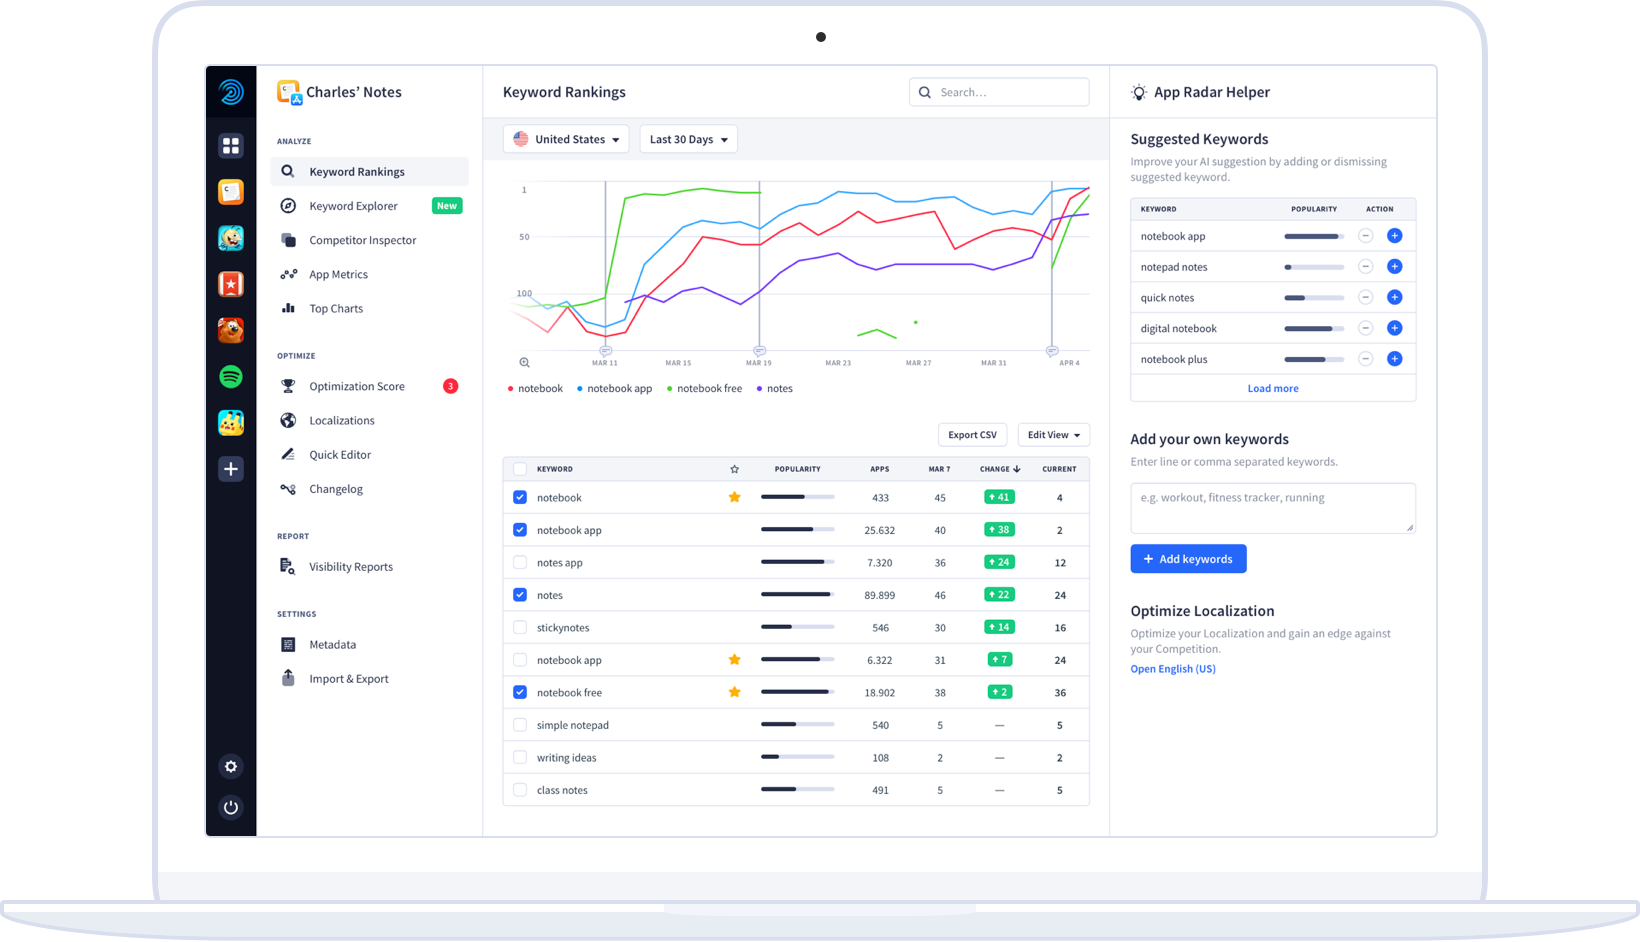 Charles' Notes
ANALYZE
Keyword Rankings
Keyword Explorer New
Competitor Inspector
App Metrics
Top Charts
OPTIMIZE
Optimization Score 3
Localizations
Quick Editor
Changelog
REPORT
Visibility Reports
SETTINGS
Metadata
Import & Export
Keyword Rankings
Search...
United States
Last 30 Days
1
50
100
MAR 11 MAR 15 MAR 19 MAR 23 MAR 27 MAR 31 APR 4
notebook notebook app notebook free notes
Export CSV Edit View
KEYWORD POPULARITY APPS MAR 7 CHANGE CURRENT
notebook 433 45 41 4
notebook app 25.632 40 38 2
notes app 7.320 36 24 12
notes 89.899 46 22 24
stickynotes 546 30 14 16
notebook app 6.322 31 7 24
notebook free 18.902 38 2 36
simple notepad 540 5 — 5
writing ideas 108 2 — 2
class notes 491 5 — 5
App Radar Helper
Suggested Keywords
Improve your AI suggestion by adding or dismissing
suggested keyword.
KEYWORD POPULARITY ACTION
notebook app
notepad notes
quick notes
digital notebook
notebook plus
Load more
Add your own keywords
Enter line or comma separated keywords.
e.g. workout, fitness tracker, running
+ Add keywords
Optimize Localization
Optimize your Localization and gain an edge against
your Competition.
Open English (US)